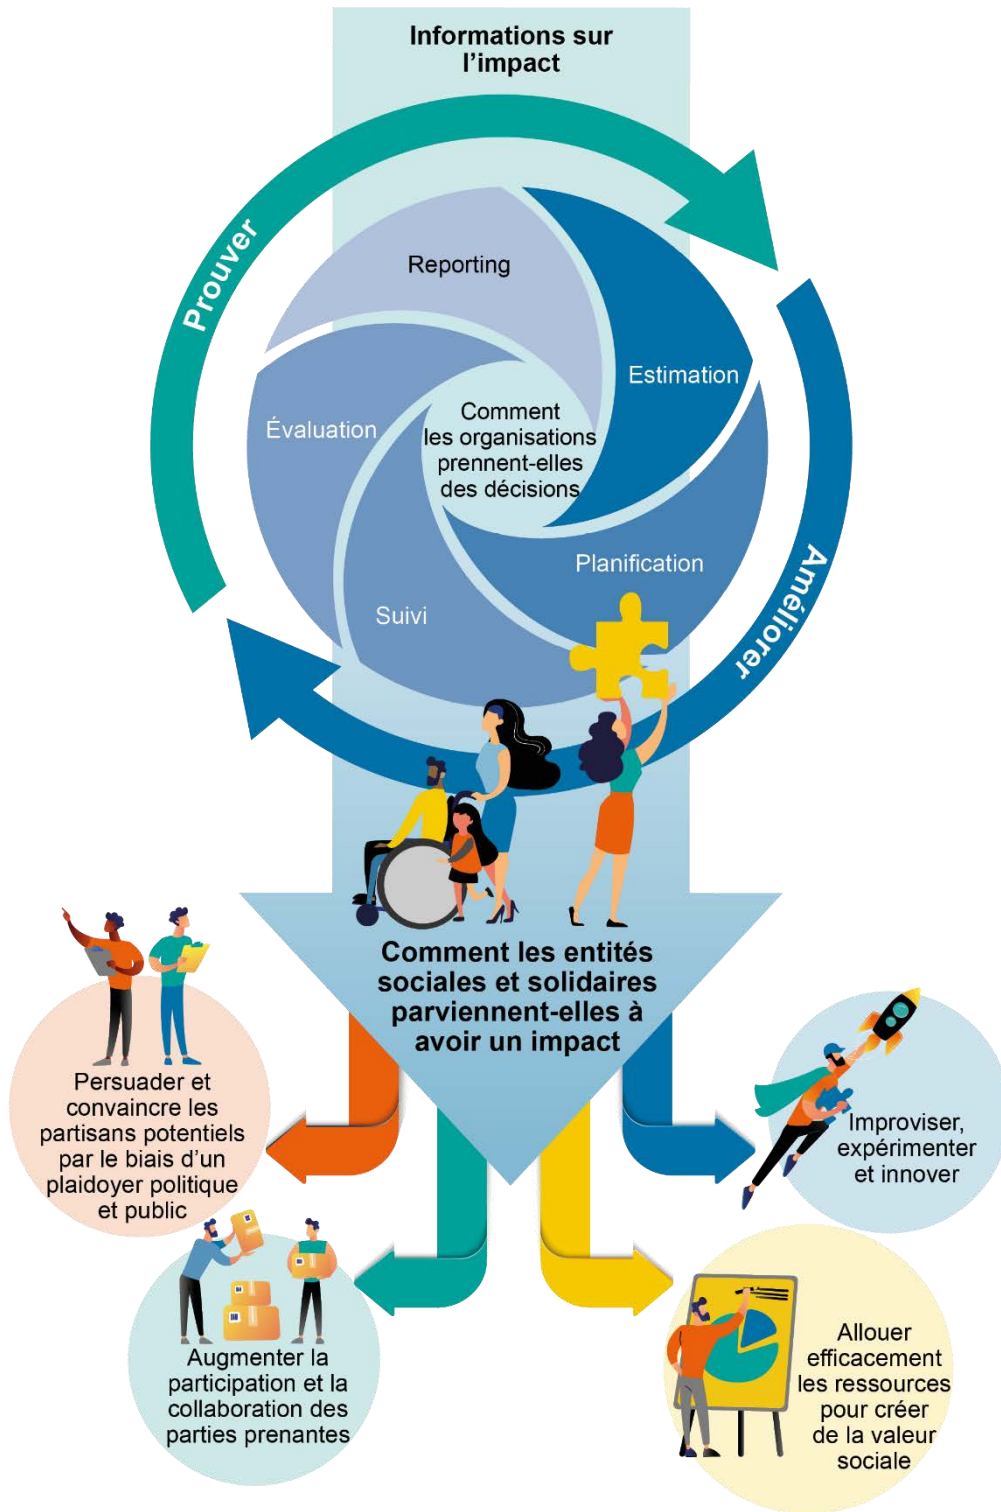 Informations sur
l’impact
Prouver
Reporting
Estimation
Évaluation
Comment
les organisations
prennent-elles
des décisions
Planification
Suivi
Améliorer
Comment les entités
sociales et solidaires
parviennent-elles à
avoir un impact
Persuader et
convaincre les
partisans potentiels
par le biais d’un
plaidoyer politique
et public
Improviser,
expérimenter
et innover
Augmenter la
participation et la
collaboration des
parties prenantes
Allouer
efficacement
les ressources
pour créer
de la valeur
sociale